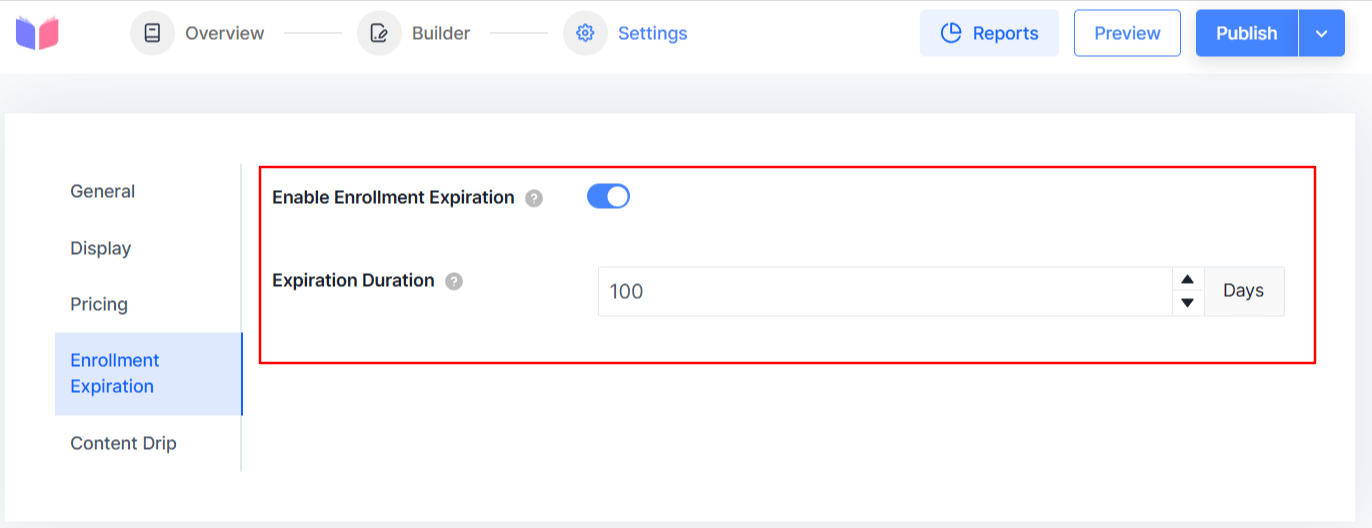 Overview
Builder
Settings
Reports
Preview
Publish
General
Display
Pricing
Enrollment
Expiration
Content Drip
Enable Enrollment Expiration ?
Expiration Duration ?
100
Days